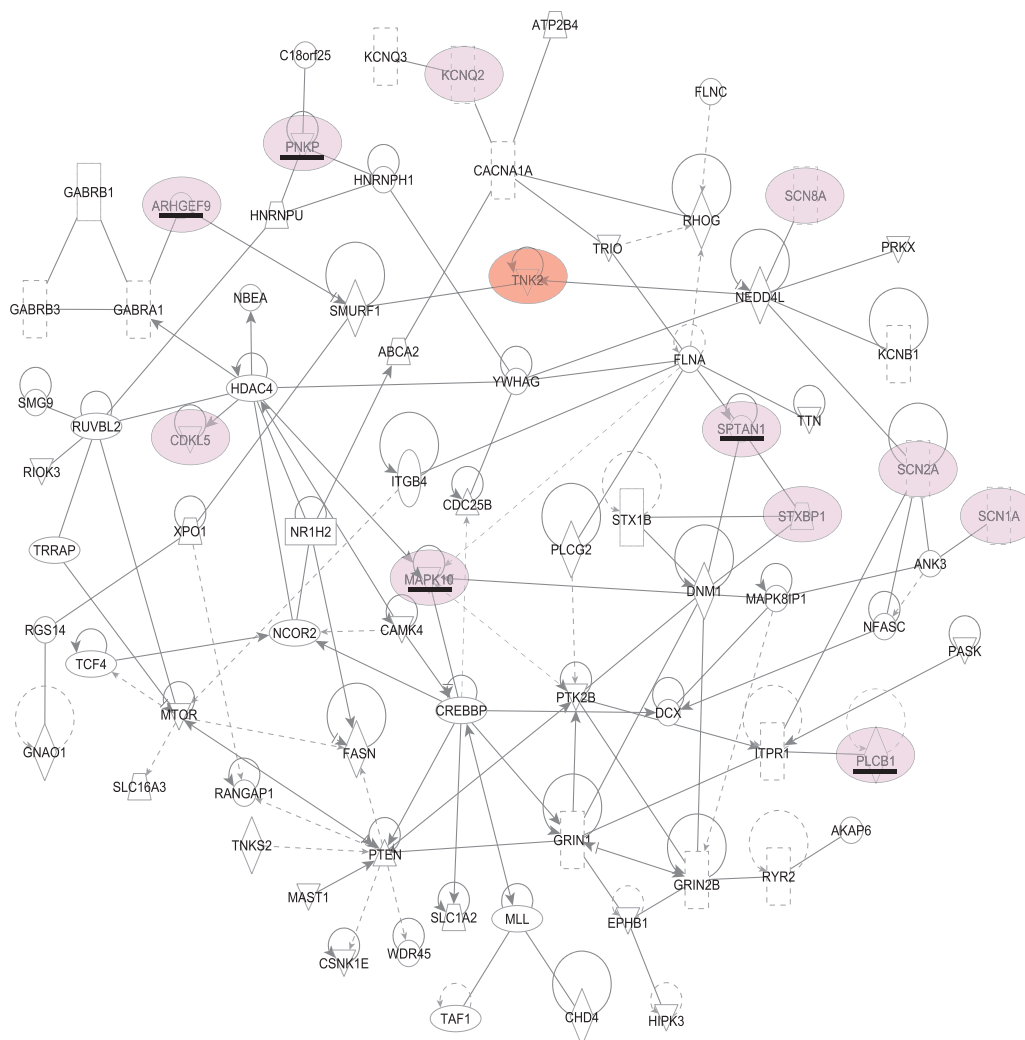 ATP2B4
C18orf25
KCNQ3
KCNQ2
FLNC
PNKP
CACNA1A
HNRNPH1
GABRB1
ARHGEF9
SCN8A
HNRNPU
RHOG
TRIO
PRKX
TNK2
NBEA
NEDD4L
GABRB3
GABRA1
SMURF1
ABCA2
KCNB1
FLNA
YWHAG
HDAC4
SMG9
RUVBL2
CDKL5
SPTAN1
TTN
SCN2A
RIOK3
ITGB4
CDC25B
STX1B
STXBP1
SCN1A
XPO1
NR1H2
TRRAP
PLCG2
ANK3
MAPK10
DNM1
MAPK8IP1
RGS14
NCOR2
CAMK4
NFASC
PASK
TCF4
PTK2B
MTOR
CREBBP
DCX
GNAO1
FASN
ITPR1
PLCB1
SLC16A3
RANGAP1
AKAP6
GRIN1
TNKS2
PTEN
RYR2
GRIN2B
MAST1
SLC1A2
MLL
EPHB1
WDR45
CSNK1E
TAF1
CHD4
HIPK3